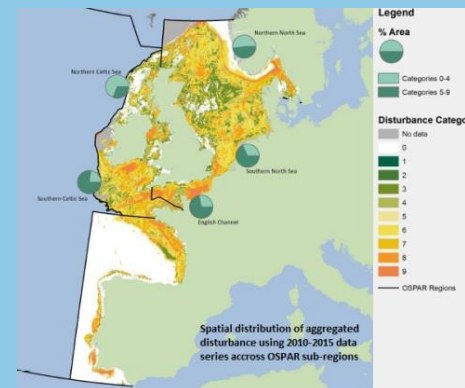 Northern North Sea
Northern Celtic Sea
Southern North Sea
Southern Celtic Sea
English Channel
Spatial distribution of aggregated
disturbance using 2010-2015 data
series accross OSPAR sub-regions
Legend
% Area
Categories 0-4
Categories 5-9
Disturbance Catego
No data
0
1
2
3
4
5
6
7
8
9
OSPAR Regions